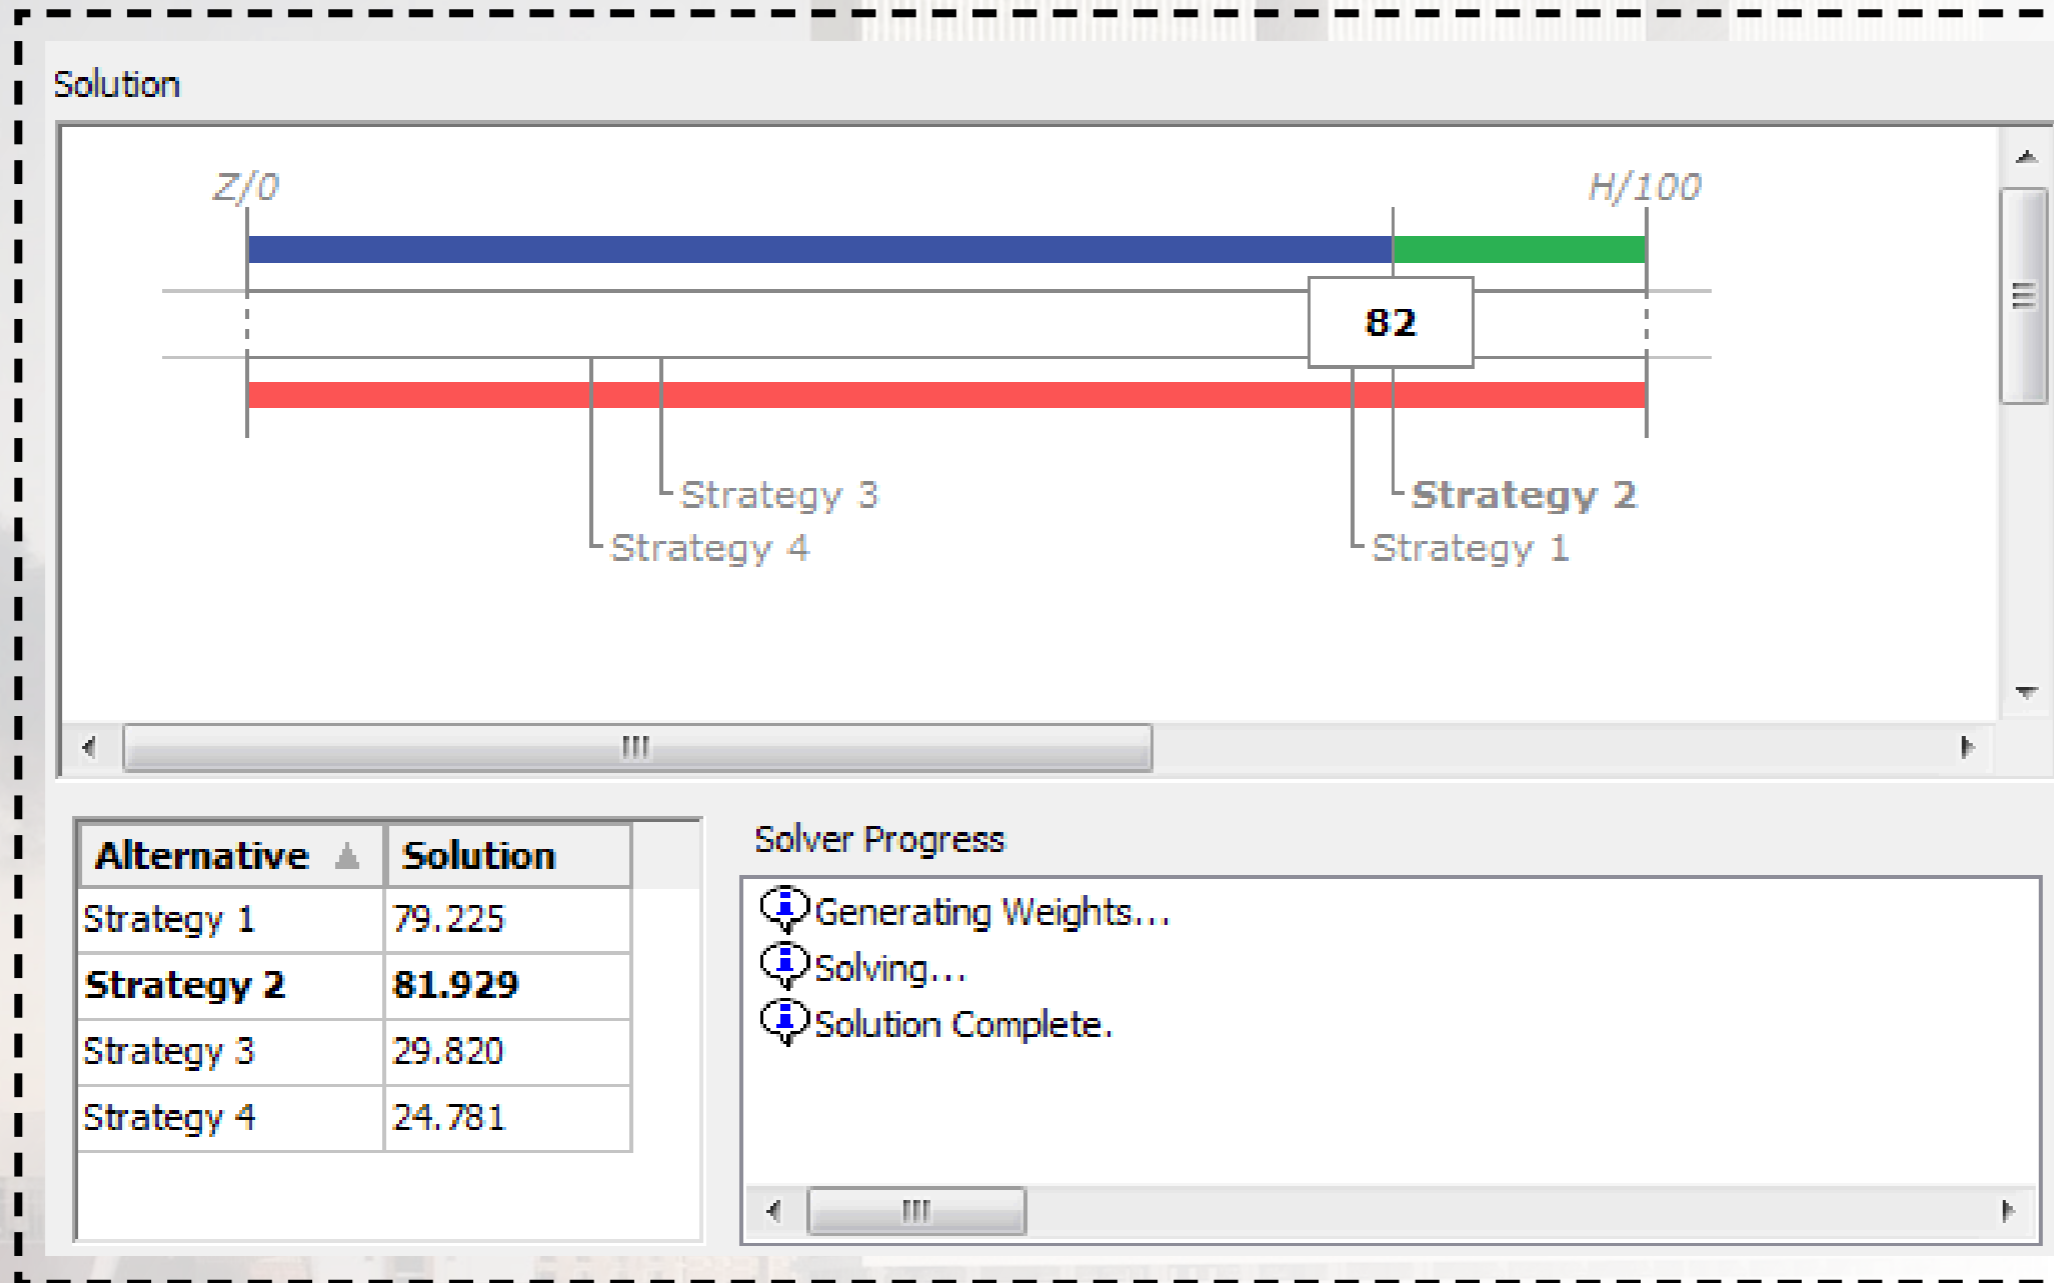 Solution
Z/0 H/100
82
Strategy 3 Strategy 2
Strategy 4 Strategy 1
Alternative Solution
Strategy 1 79.225
Strategy 2 81.929
Strategy 3 29.820
Strategy 4 24.781
Solver Progress
Generating Weights...
Solving...
Solution Complete.